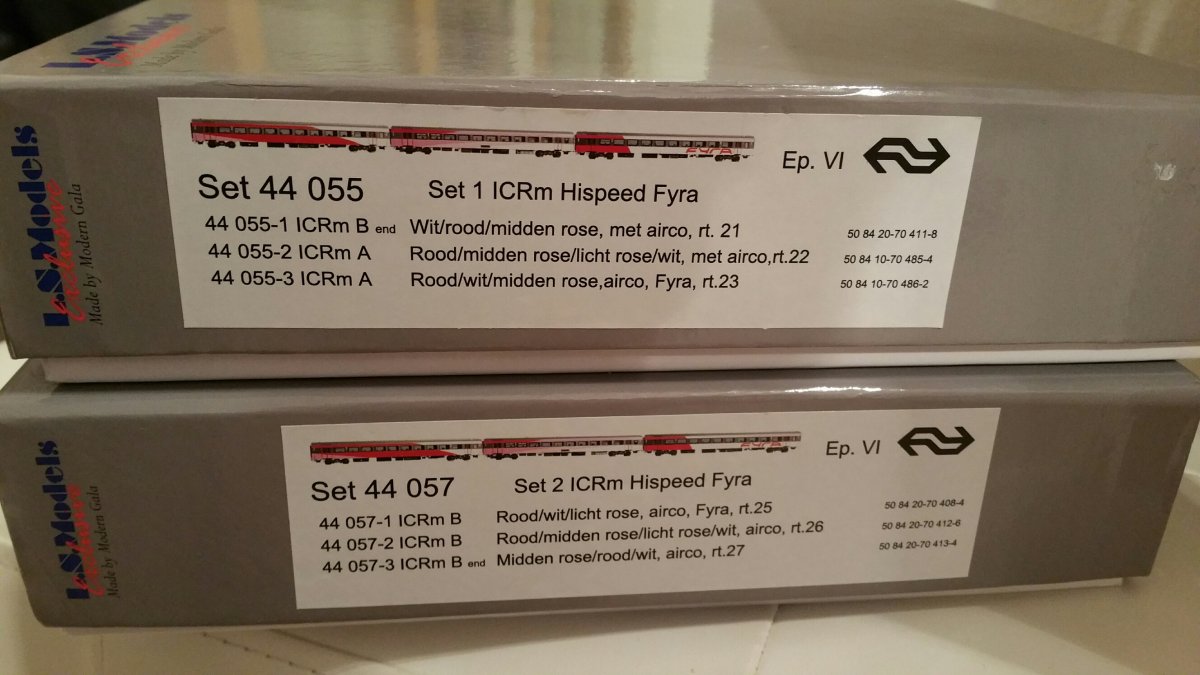 L.S.Models
Exclusive
Made by Modern Gala
FYRA
Ep. VI
Set 44 055 Set 1 ICRm Hispeed Fyra
44 055-1 ICRm B end Wit/rood/midden rose, met airco, rt. 21 50 84 20-70 411-8
44 055-2 ICRm A Rood/midden rose/licht rose/wit, met airco,rt.22 50 84 10-70 485-4
44 055-3 ICRm A Rood/wit/midden rose,airco, Fyra, rt.23 50 84 10-70 486-2
L.S.Models
Exclusive
Made by Modern Gala
FYRA
Ep. VI
Set 44 057 Set 2 ICRm Hispeed Fyra
44 057-1 ICRm B Rood/wit/licht rose, airco, Fyra, rt.25 50 84 20-70 408-4
44 057-2 ICRm B Rood/midden rose/licht rose/wit, airco, rt.26 50 84 20-70 412-6
44 057-3 ICRm B end Midden rose/rood/wit, airco, rt.27 50 84 20-70 413-4